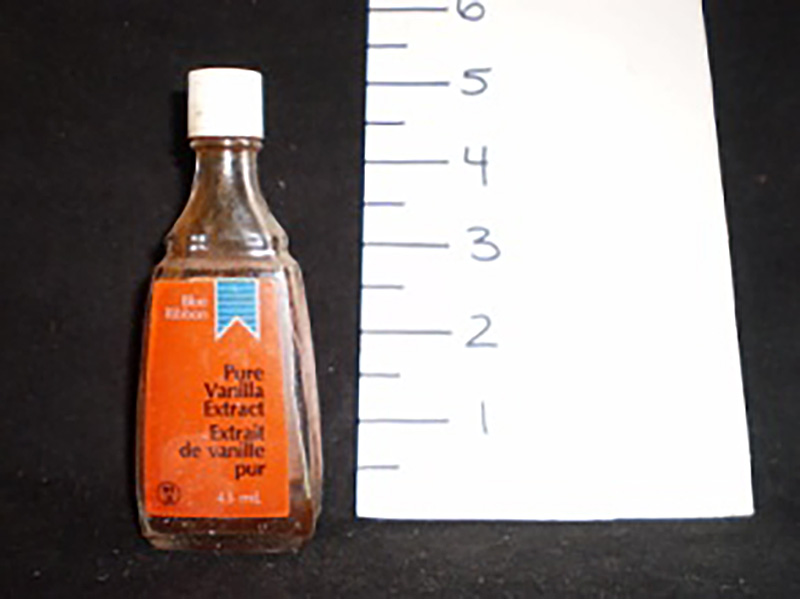 Blue
Ribbon
Pure
Vanilla
Extract
Extrait
de vanille
pur
43 mL
6
5
4
3
2
1